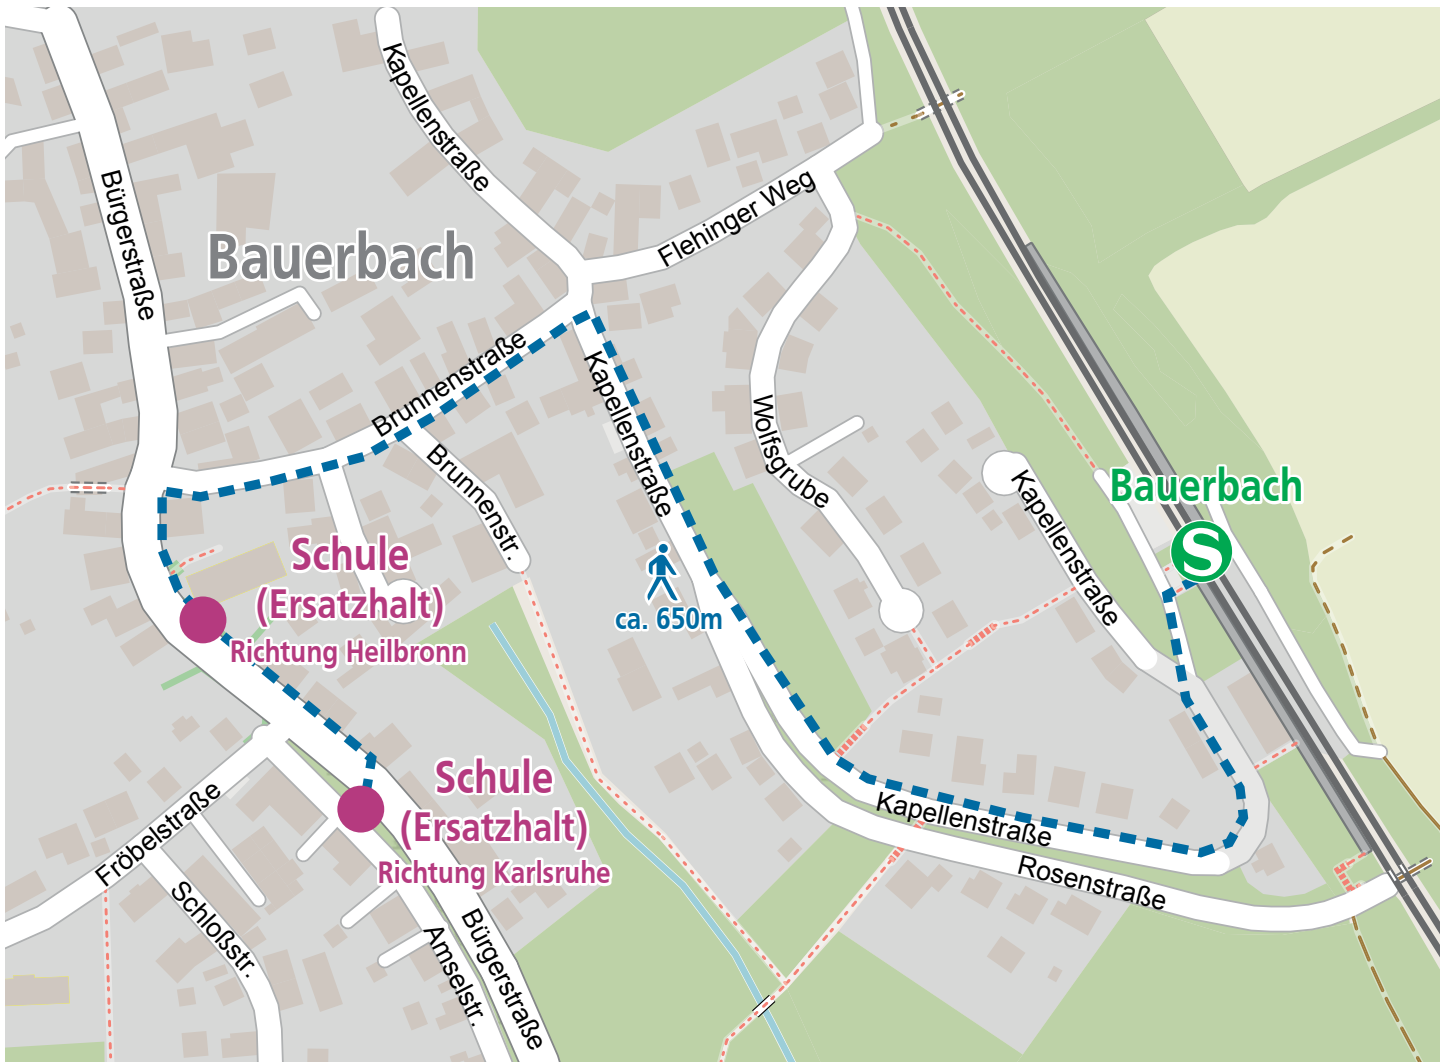 Kapellenstraße
Bürgerstraße
Flehinger Weg
Bauerbach
Brunnenstraße
Kapellenstraße
Wolfsgrube
Brunnenstr.
Kapellenstraße
Bauerbach
S
Schule
(Ersatzhalt)
Richtung Heilbronn
ca. 650m
Schule
(Ersatzhalt)
Richtung Karlsruhe
Kapellenstraße
Rosenstraße
Fröbelstraße
Schloßstr.
Amselstr.
Bürgerstraße